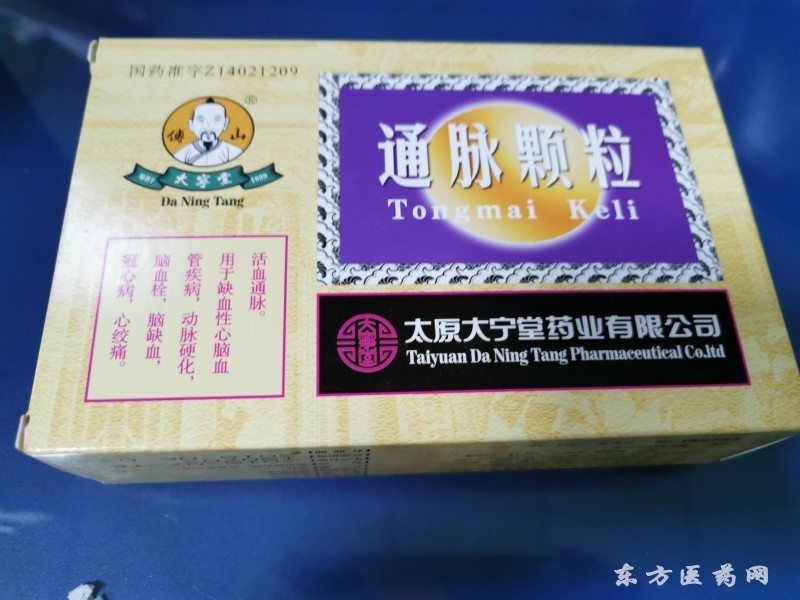 国药准字Z14021209
®
傅山
大宁堂
1639
Da Ning Tang
通脉颗粒
Tongmai Keli
活血通脉。
用于缺血性心脑血
管疾病，动脉硬化，
脑血栓，脑缺血，
冠心病，心绞痛。
大宁堂
太原大宁堂药业有限公司
Taiyuan Da Ning Tang Pharmaceutical Co.ltd
东方医药网